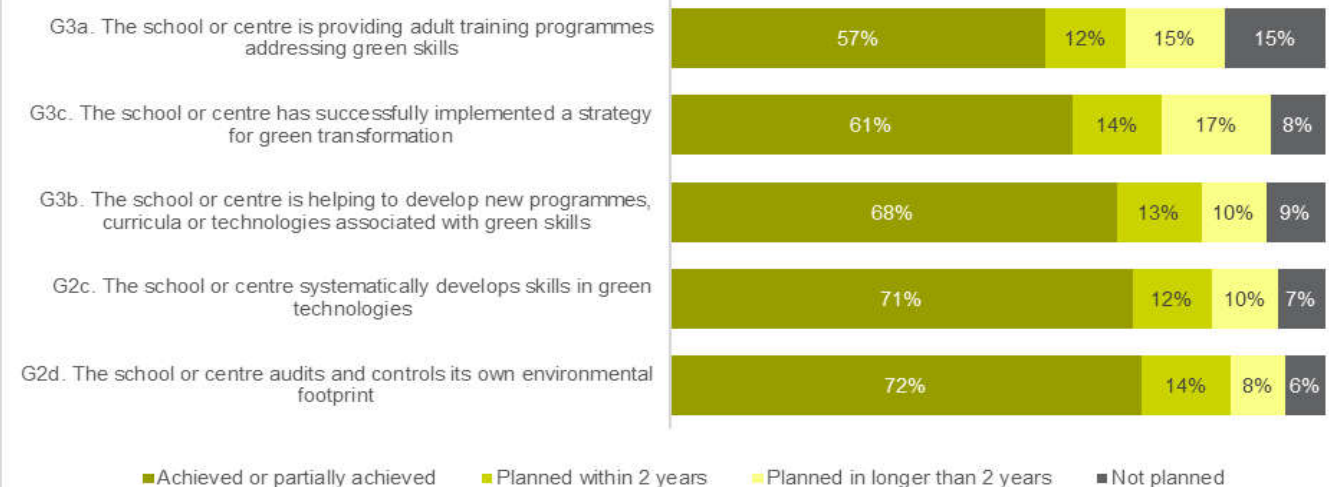 G3a. The school or centre is providing adult training programmes
addressing green skills
57% 12% 15% 15%
G3c. The school or centre has successfully implemented a strategy
for green transformation
61% 14% 17% 8%
G3b. The school or centre is helping to develop new programmes,
curricula or technologies associated with green skills
68% 13% 10% 9%
G2c. The school or centre systematically develops skills in green
technologies
71% 12% 10% 7%
G2d. The school or centre audits and controls its own environmental
footprint
72% 14% 8% 6%
Achieved or partially achieved Planned within 2 years Planned in longer than 2 years Not planned